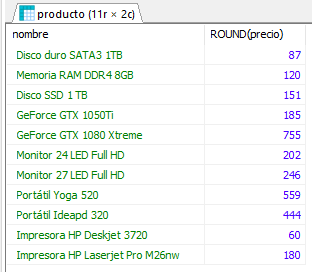 producto (11r × 2c)
nombre ROUND(precio)
Disco duro SATA3 1TB 87
Memoria RAM DDR4 8GB 120
Disco SSD 1 TB 151
GeForce GTX 1050Ti 185
GeForce GTX 1080 Xtreme 755
Monitor 24 LED Full HD 202
Monitor 27 LED Full HD 246
Portátil Yoga 520 559
Portátil Ideapd 320 444
Impresora HP Deskjet 3720 60
Impresora HP Laserjet Pro M26nw 180